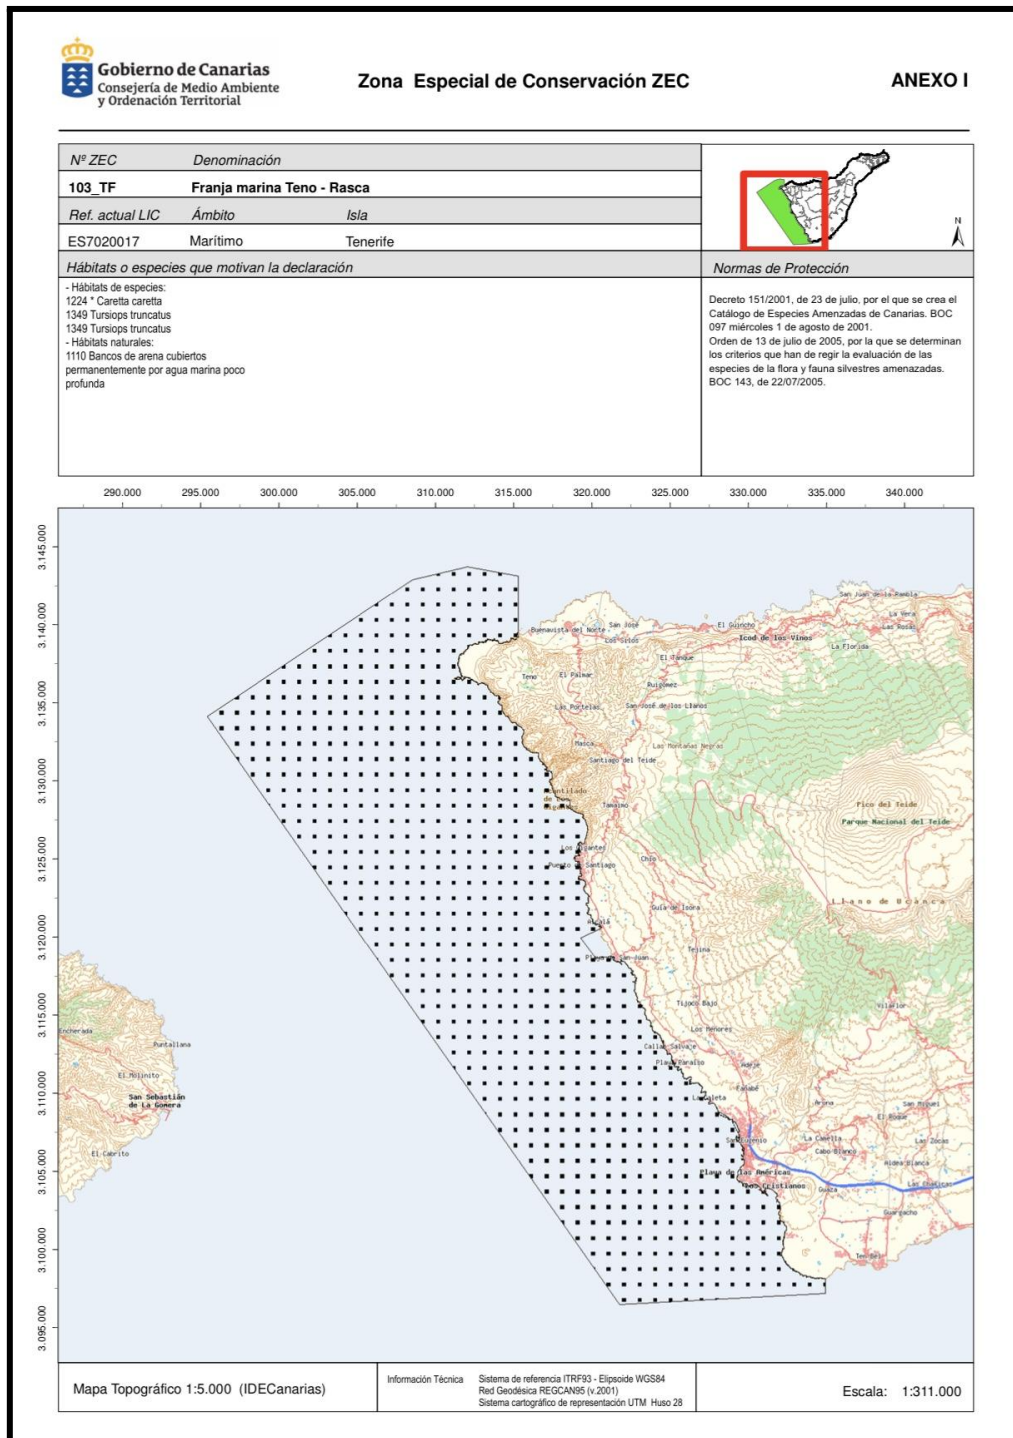 Gobierno de Canarias
Consejería de Medio Ambiente
y Ordenación Territorial
Zona Especial de Conservación ZEC
ANEXO I
Nº ZEC Denominación
103_TF Franja marina Teno - Rasca
Ref. actual LIC Ámbito Isla
ES7020017 Marítimo Tenerife
N
Hábitats o especies que motivan la declaración
- Hábitats de especies:
1224 * Caretta caretta
1349 Tursiops truncatus
1349 Tursiops truncatus
- Hábitats naturales:
1110 Bancos de arena cubiertos
permanentemente por agua marina poco
profunda
Normas de Protección
Decreto 151/2001, de 23 de julio, por el que se crea el
Catálogo de Especies Amenzadas de Canarias. BOC
097 miércoles 1 de agosto de 2001.
Orden de 13 de julio de 2005, por la que se determinan
los criterios que han de regir la evaluación de las
especies de la flora y fauna silvestres amenazadas.
BOC 143, de 22/07/2005.
290.000 295.000 300.000 305.000 310.000 315.000 320.000 325.000 330.000 335.000 340.000
3.145.000
3.140.000
3.135.000
3.130.000
3.125.000
3.120.000
3.115.000
3.110.000
3.105.000
3.100.000
3.095.000
San Juan de la Rambla
La Vera
Las Rosas
San José
El Guincho
Buenavista del Norte
Los Silos
Icod de los Vinos
La Florida
El Tanque
Teno
El Palmar
Ruigómez
Las Portelas
San José de los Llanos
Masca
Las Montañas Negras
Santiago del Teide
Acantilado
de Los
Gigantes
Tamaimo
Pico del Teide
Parque Nacional del Teide
Los Gigantes
Puerto de Santiago
Chío
Llano de Ucanca
Guía de Isora
Alcalá
Tejina
Playa de San Juan
Tijoco Bajo
Vilaflor
Los Menores
Callao Salvaje
Playa Paraíso
Adeje
Fañabé
La Caleta
Arona
San Miguel
El Roque
San Eugenio
La Camella
Cabo Blanco
Las Zocas
Aldea Blanca
Playa de las Américas
Los Cristianos
Guaza
Las Chafiras
Guargacho
Ten Bel
Encherada
Puntallana
El Molinito
San Sebastián
de La Gomera
El Cabrito
Mapa Topográfico 1:5.000 (IDECanarias)
Información Técnica
Sistema de referencia ITRF93 - Elipsoide WGS84
Red Geodésica REGCAN95 (v.2001)
Sistema cartográfico de representación UTM Huso 28
Escala: 1:311.000